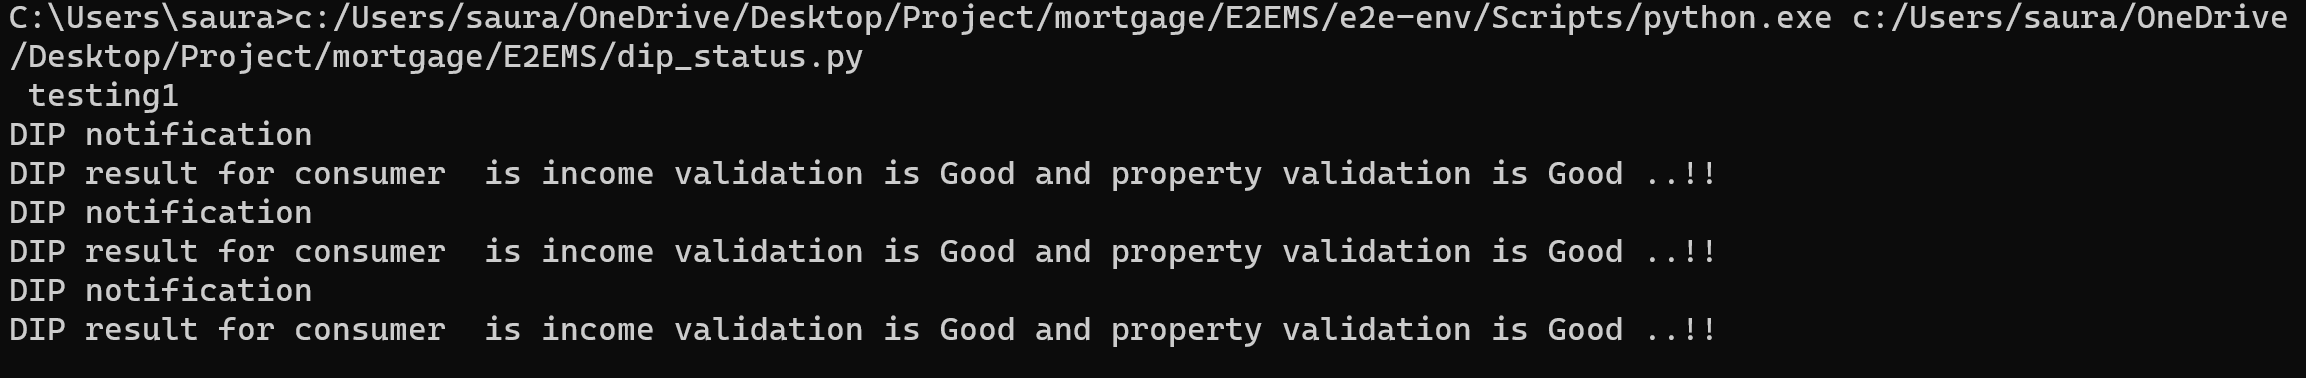 C:\Users\saura>c:/Users/saura/OneDrive/Desktop/Project/mortgage/E2EMS/e2e-env/Scripts/python.exe c:/Users/saura/OneDrive
/Desktop/Project/mortgage/E2EMS/dip_status.py
 testing1
DIP notification
DIP result for consumer  is income validation is Good and property validation is Good ..!!
DIP notification
DIP result for consumer  is income validation is Good and property validation is Good ..!!
DIP notification
DIP result for consumer  is income validation is Good and property validation is Good ..!!